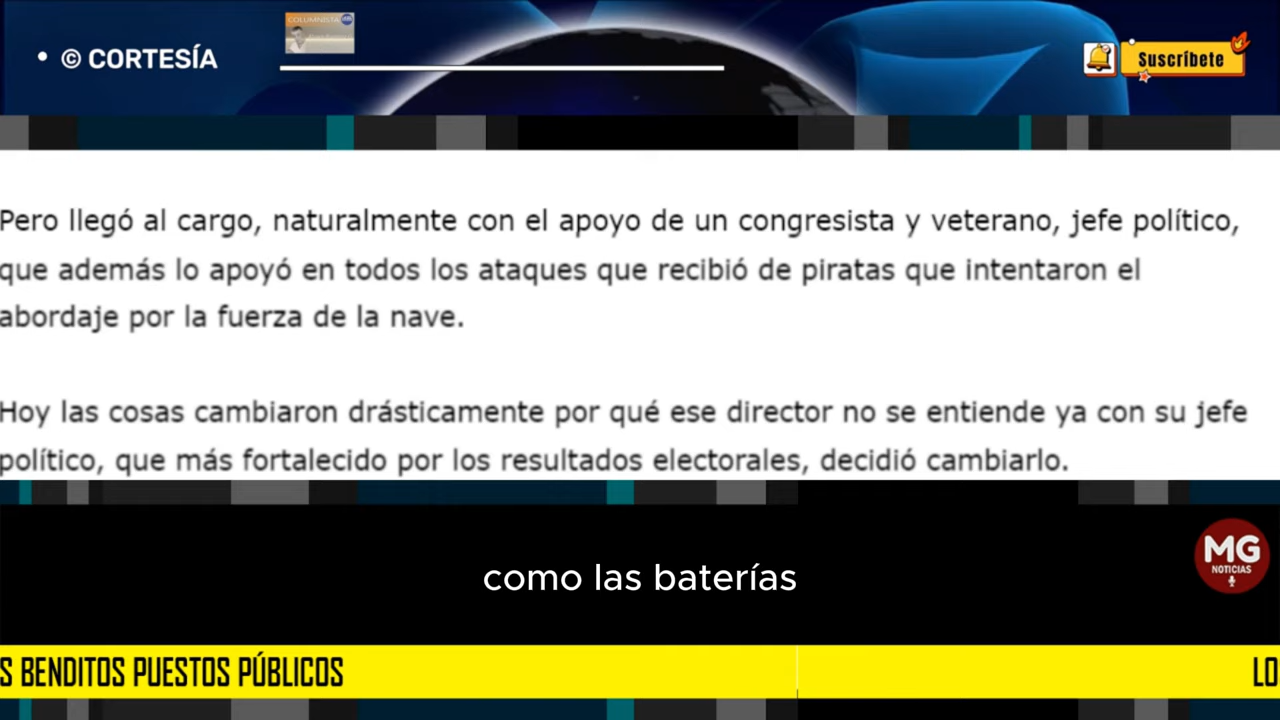 COLUMNISTA
• © CORTESÍA
Suscríbete
Pero llegó al cargo, naturalmente con el apoyo de un congresista y veterano, jefe político,
que además lo apoyó en todos los ataques que recibió de piratas que intentaron el
abordaje por la fuerza de la nave.
Hoy las cosas cambiaron drásticamente por qué ese director no se entiende ya con su jefe
político, que más fortalecido por los resultados electorales, decidió cambiarlo.
MG
NOTICIAS
como las baterías
S BENDITOS PUESTOS PÚBLICOS
LO